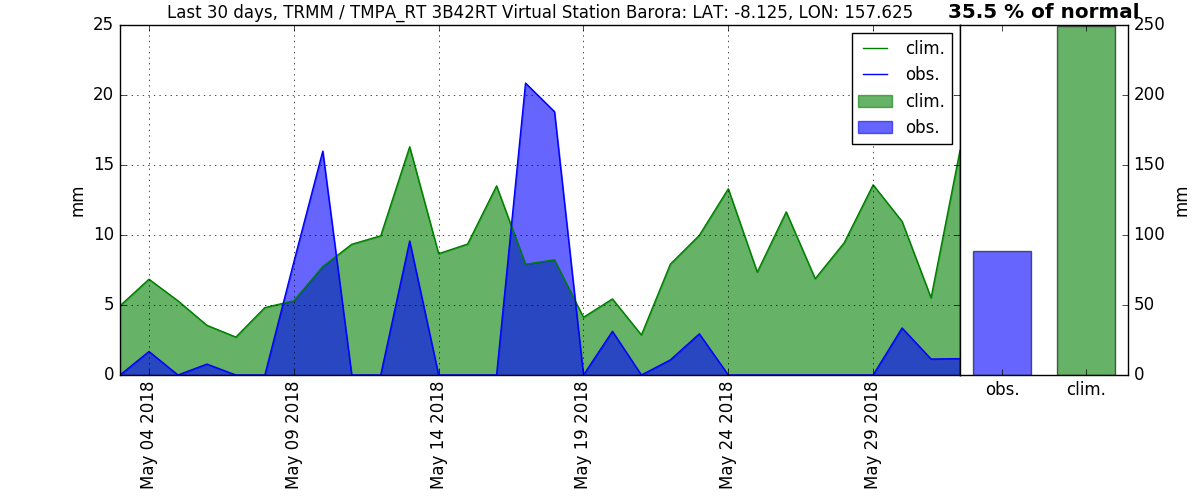 Last 30 days, TRMM / TMPA_RT 3B42RT Virtual Station Barora: LAT: -8.125, LON: 157.625
35.5 % of normal
25
20
15
10
5
0
mm
clim.
obs.
clim.
obs.
250
200
150
100
50
0
mm
May 04 2018
May 09 2018
May 14 2018
May 19 2018
May 24 2018
May 29 2018
obs.
clim.